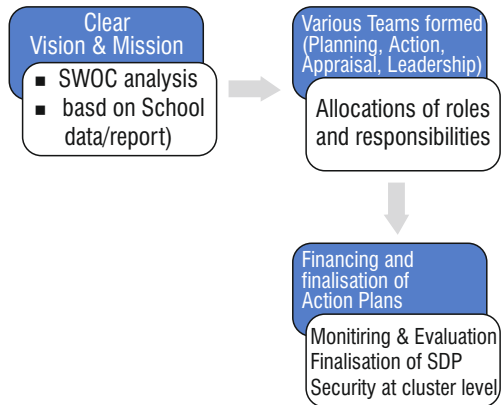 Clear
Vision & Mission
▪ SWOC analysis
▪ basd on School
data/report)
Various Teams formed
(Planning, Action,
Appraisal, Leadership)
Allocations of roles
and responsibilities
Financing and
finalisation of
Action Plans
Monitiring & Evaluation
Finalisation of SDP
Security at cluster level